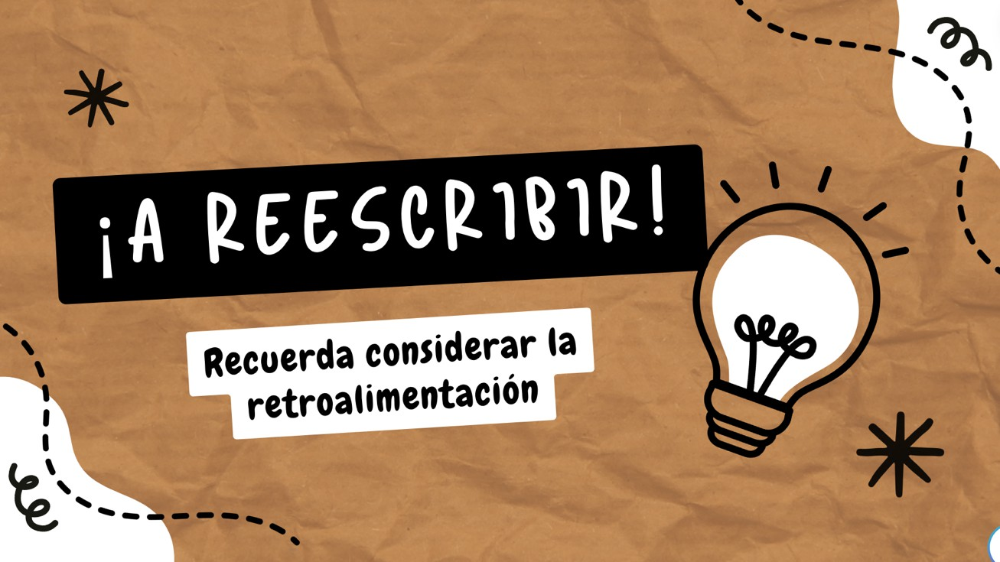 ¡A REESCRIBIR!
Recuerda considerar la
retroalimentación